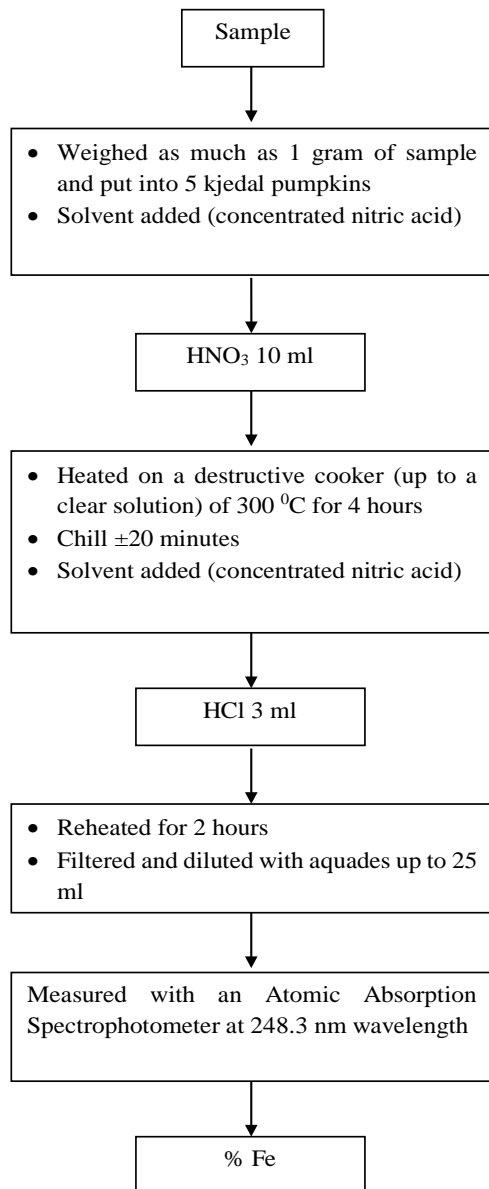 Sample
• Weighed as much as 1 gram of sample
and put into 5 kjedal pumpkins
• Solvent added (concentrated nitric acid)
HNO₃ 10 ml
• Heated on a destructive cooker (up to a
clear solution) of 300 ⁰C for 4 hours
• Chill ±20 minutes
• Solvent added (concentrated nitric acid)
HCl 3 ml
• Reheated for 2 hours
• Filtered and diluted with aquades up to 25
ml
Measured with an Atomic Absorption
Spectrophotometer at 248.3 nm wavelength
% Fe